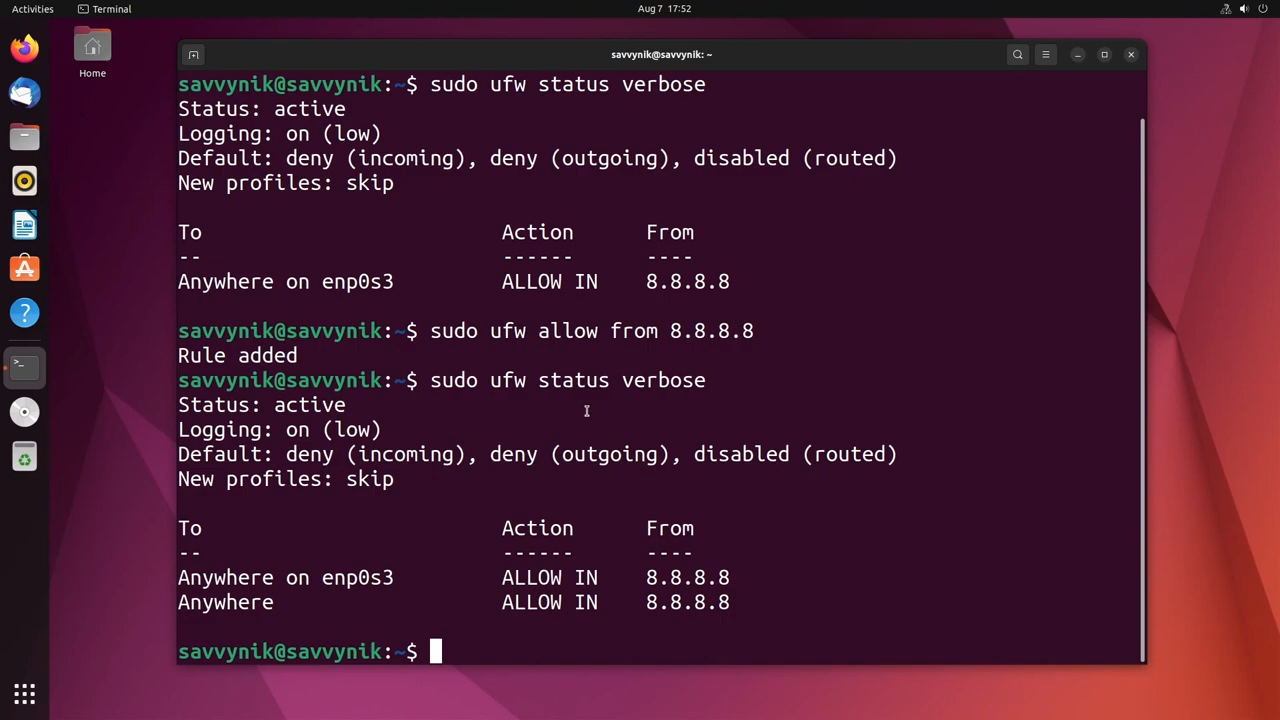 Activities
Terminal
Aug 7 17:52
Home
savvynik@savvynik: ~
savvynik@savvynik:~$ sudo ufw status verbose
Status: active
Logging: on (low)
Default: deny (incoming), deny (outgoing), disabled (routed)
New profiles: skip
To Action From
-- ------ ----
Anywhere on enp0s3 ALLOW IN 8.8.8.8
savvynik@savvynik:~$ sudo ufw allow from 8.8.8.8
Rule added
savvynik@savvynik:~$ sudo ufw status verbose
Status: active
Logging: on (low)
Default: deny (incoming), deny (outgoing), disabled (routed)
New profiles: skip
To Action From
-- ------ ----
Anywhere on enp0s3 ALLOW IN 8.8.8.8
Anywhere ALLOW IN 8.8.8.8
savvynik@savvynik:~$